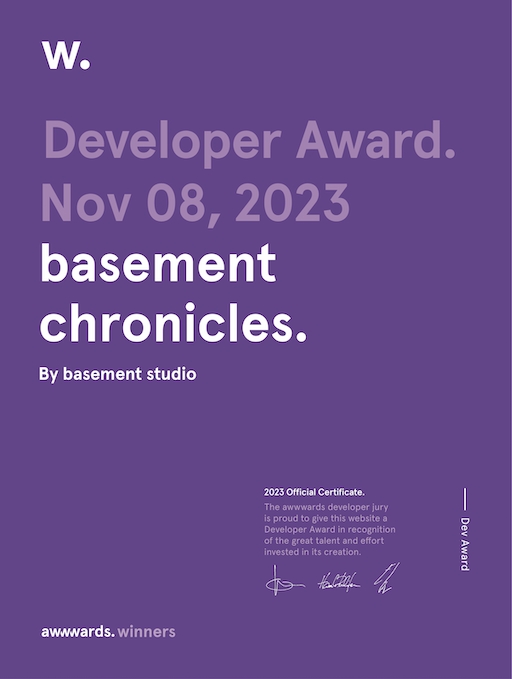 w.
Developer Award.
Nov 08, 2023
basement
chronicles.
By basement studio
2023 Official Certificate.
The awwwards developer jury
is proud to give this website a
Developer Award in recognition
of the great talent and effort
invested in its creation.
Dev Award
awwwards.winners